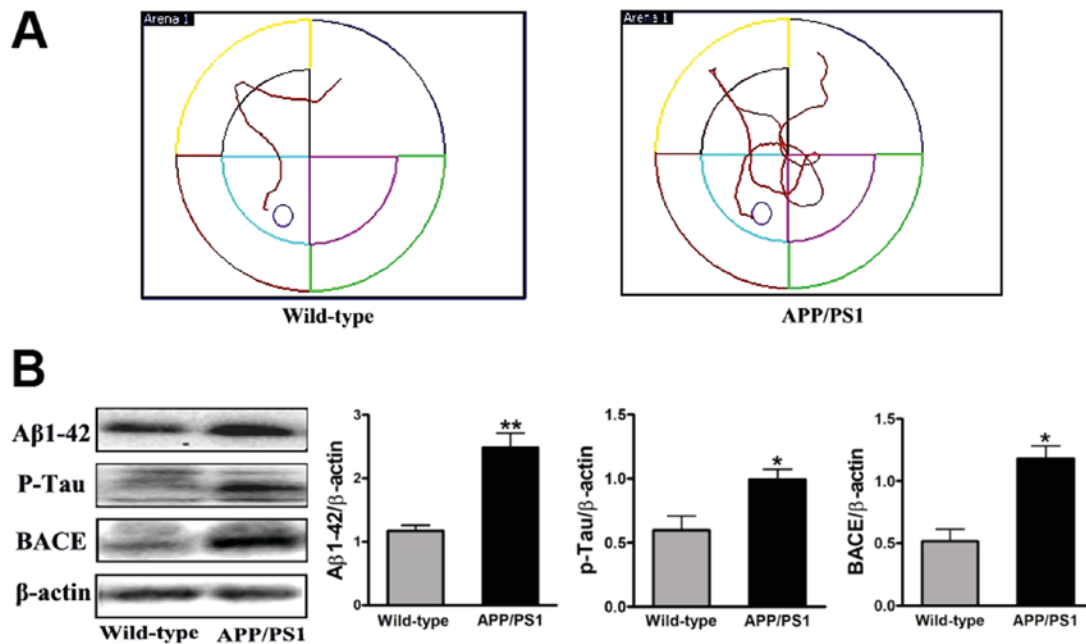 A
Arena 1
Arena 1
Wild-type
APP/PS1
B
Aβ1-42
P-Tau
BACE
β-actin
Wild-type APP/PS1
Aβ1-42/β-actin
3
2
1
0
**
Wild-type APP/PS1
p-Tau/β-actin
1.5
1.0
0.5
0.0
*
Wild-type APP/PS1
BACE/β-actin
1.5
1.0
0.5
0.0
*
Wild-type APP/PS1